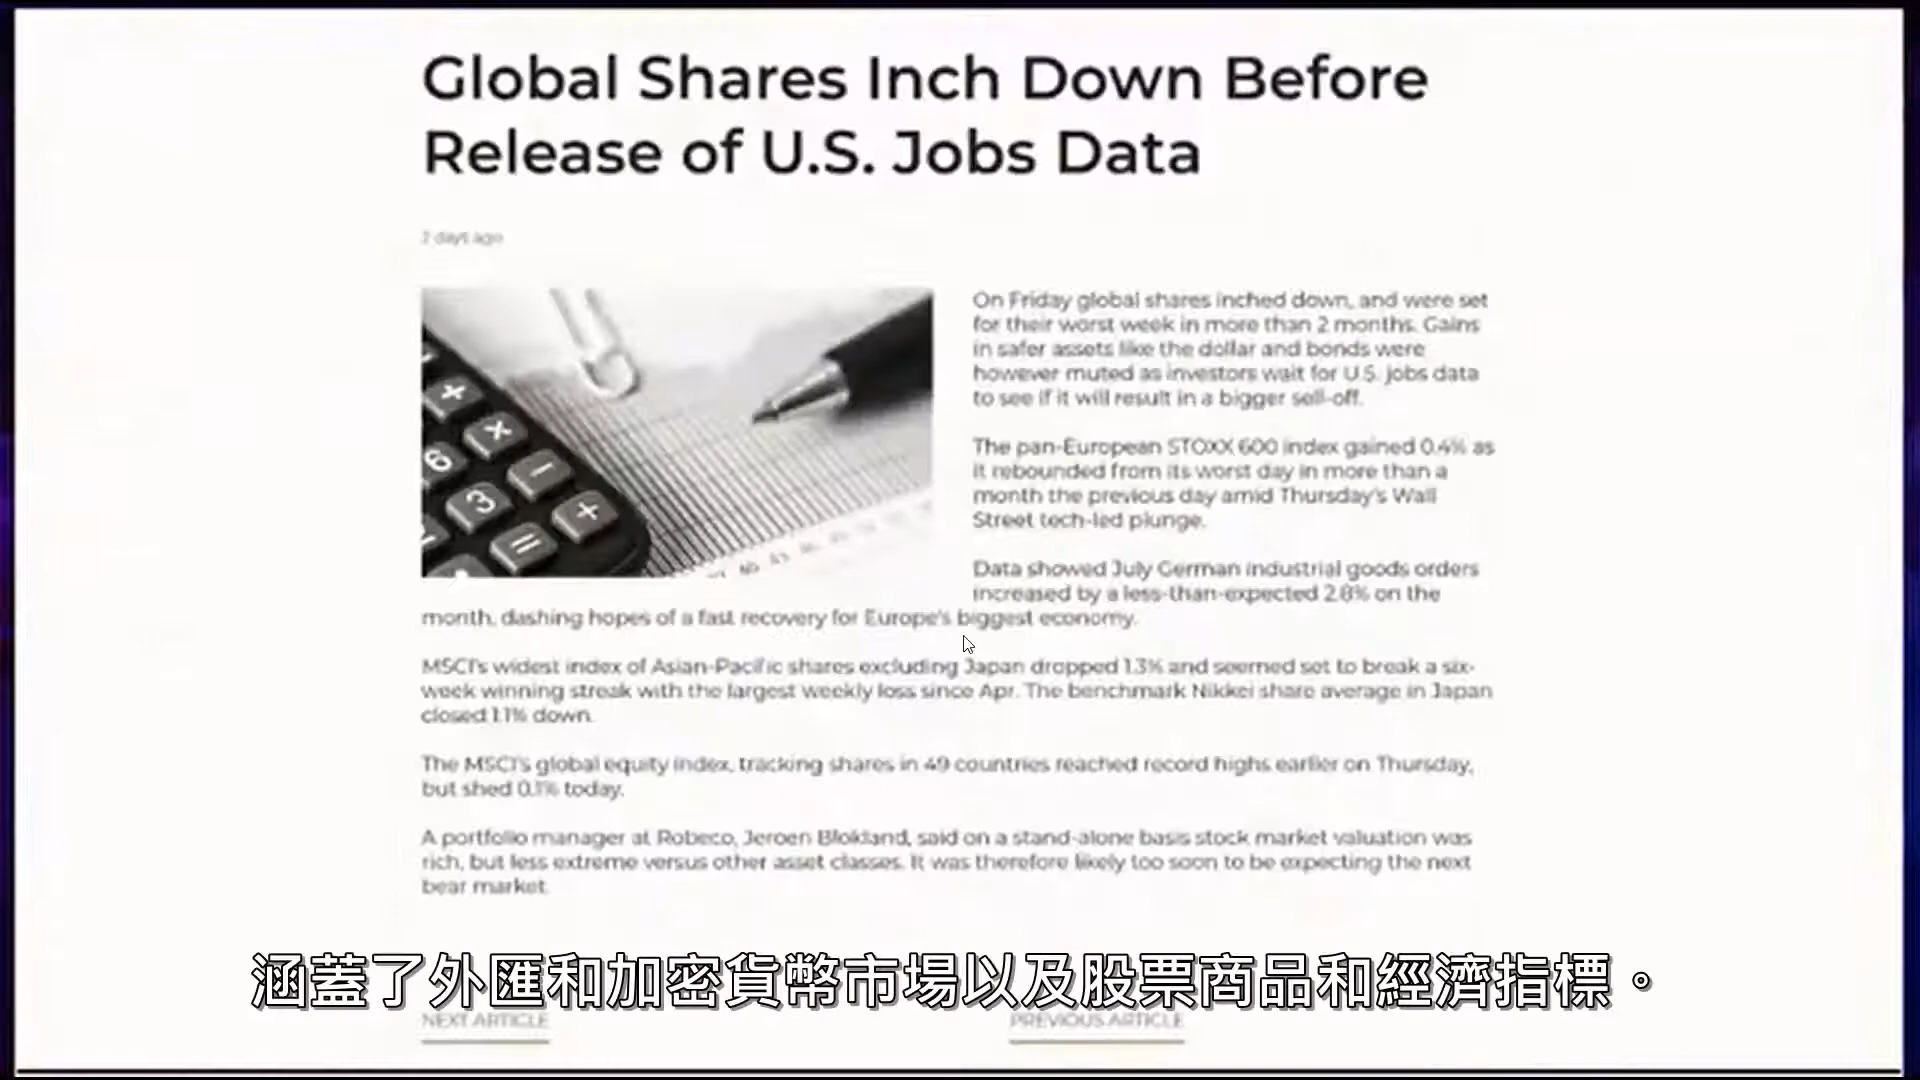 Global Shares Inch Down Before
Release of U.S. Jobs Data
2 days ago
On Friday global shares inched down, and were set
for their worst week in more than 2 months. Gains
in safer assets like the dollar and bonds were
however muted as investors wait for U.S. jobs data
to see if it will result in a bigger sell-off.
The pan-European STOXX 600 index gained 0.4% as
it rebounded from its worst day in more than a
month the previous day amid Thursday's Wall
Street tech-led plunge.
Data showed July German industrial goods orders
increased by a less-than-expected 2.8% on the
month, dashing hopes of a fast recovery for Europe's biggest economy.
MSCI's widest index of Asian-Pacific shares excluding Japan dropped 1.3% and seemed set to break a six-
week winning streak with the largest weekly loss since Apr. The benchmark Nikkei share average in Japan
closed 1.1% down.
The MSCI's global equity index, tracking shares in 49 countries reached record highs earlier on Thursday,
but shed 0.1% today.
A portfolio manager at Robeco, Jeroen Blokland, said on a stand-alone basis stock market valuation was
rich, but less extreme versus other asset classes. It was therefore likely too soon to be expecting the next
bear market.
涵蓋了外匯和加密貨幣市場以及股票商品和經濟指標。
NEXT ARTICLE
PREVIOUS ARTICLE